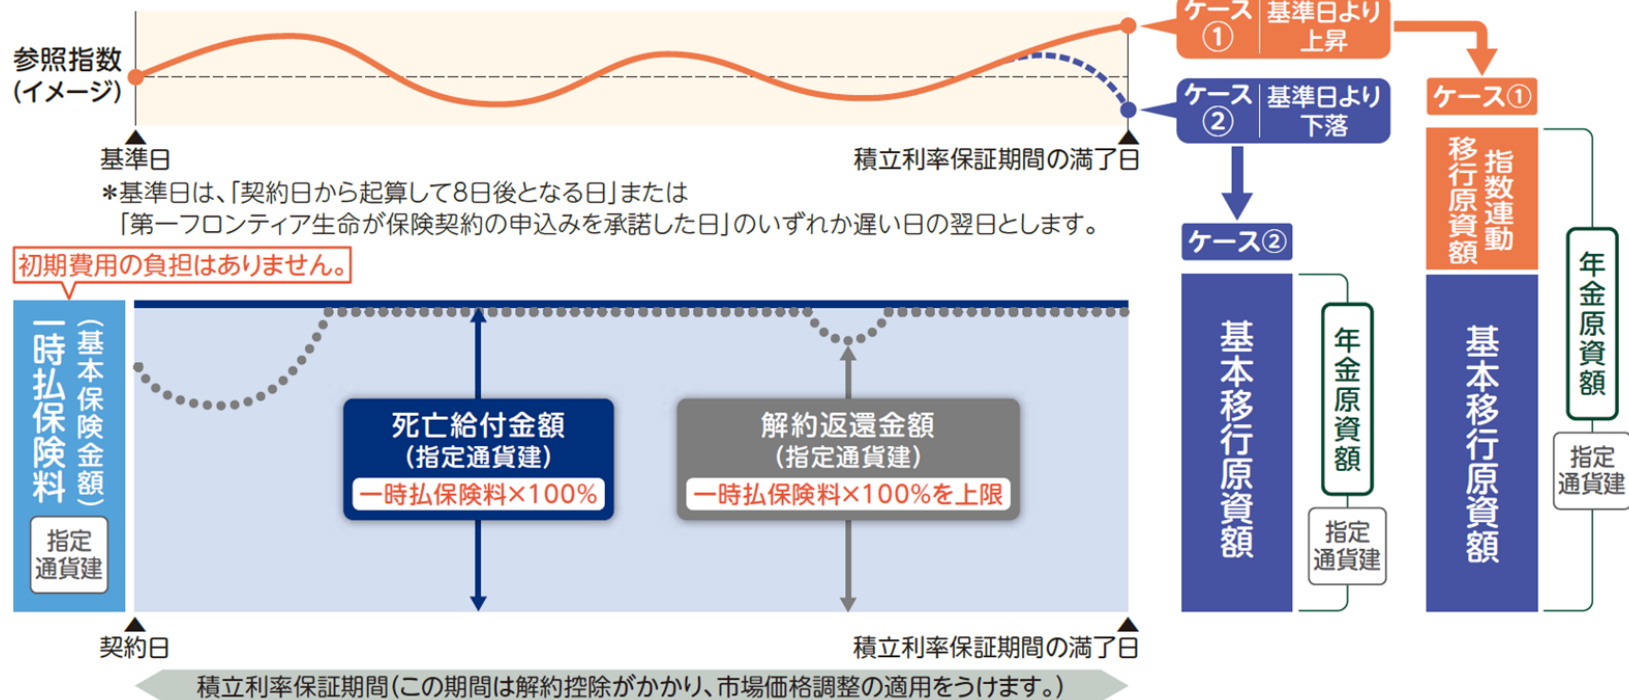 ケース① 基準日より上昇
参照指数
(イメージ)
ケース② 基準日より下落
基準日
積立利率保証期間の満了日
*基準日は、「契約日から起算して8日後となる日」または
「第一フロンティア生命が保険契約の申込みを承諾した日」のいずれか遅い日の翌日とします。
初期費用の負担はありません。
一時払保険料
(基本保険金額)
指定
通貨建
死亡給付金額
(指定通貨建)
一時払保険料×100%
解約返還金額
(指定通貨建)
一時払保険料×100%を上限
契約日
積立利率保証期間の満了日
積立利率保証期間(この期間は解約控除がかかり、市場価格調整の適用をうけます。)
ケース②
基本移行原資額
年金原資額
指定
通貨建
ケース①
指数連動
移行原資額
基本移行原資額
年金原資額
指定
通貨建